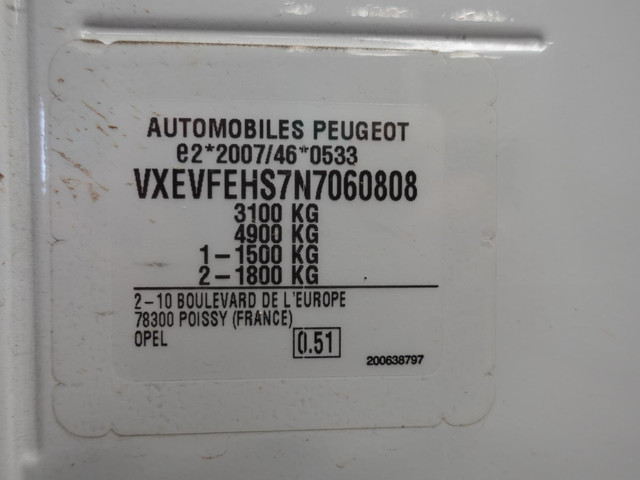 AUTOMOBILES PEUGEOT
e2*2007/46*0533
VXEVFEHS7N7060808
3100 KG
4900 KG
1-1500 KG
2-1800 KG
2-10 BOULEVARD DE L'EUROPE
78300 POISSY (FRANCE)
OPEL 0.51
200638797